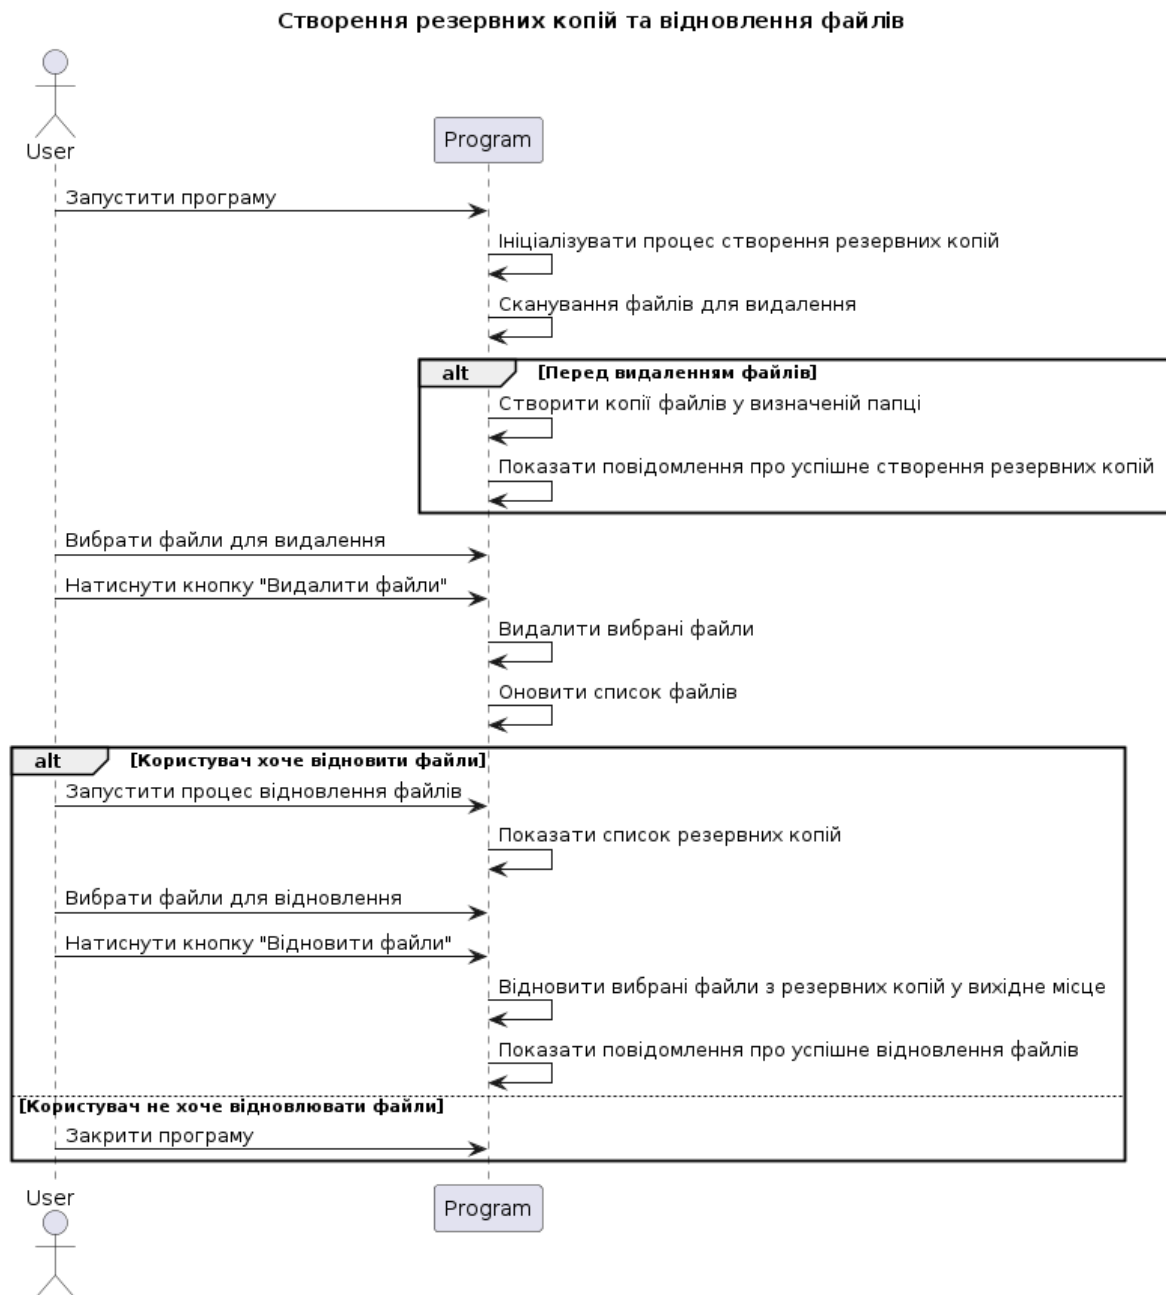 Створення резервних копій та відновлення файлів
User
Program
Запустити програму
Ініціалізувати процес створення резервних копій
Сканування файлів для видалення
alt [Перед видаленням файлів]
Створити копії файлів у визначеній папці
Показати повідомлення про успішне створення резервних копій
Вибрати файли для видалення
Натиснути кнопку "Видалити файли"
Видалити вибрані файли
Оновити список файлів
alt [Користувач хоче відновити файли]
Запустити процес відновлення файлів
Показати список резервних копій
Вибрати файли для відновлення
Натиснути кнопку "Відновити файли"
Відновити вибрані файли з резервних копій у вихідне місце
Показати повідомлення про успішне відновлення файлів
[Користувач не хоче відновлювати файли]
Закрити програму
User
Program